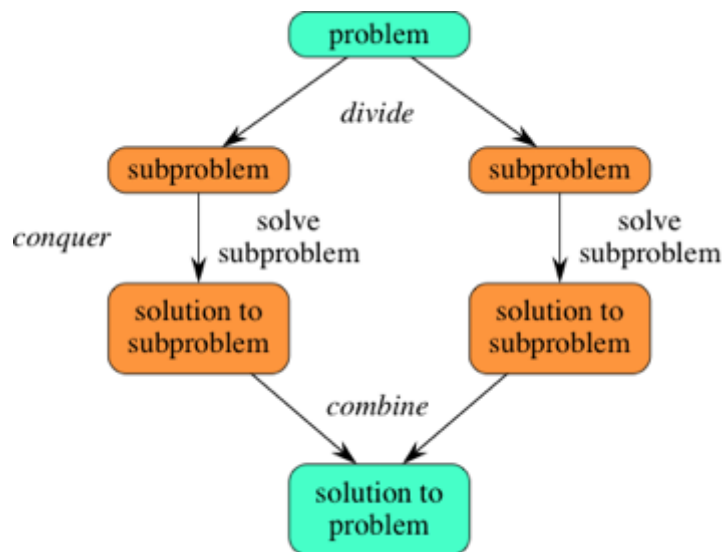 problem
divide
subproblem
subproblem
conquer
solve
subproblem
solve
subproblem
solution to
subproblem
solution to
subproblem
combine
solution to
problem